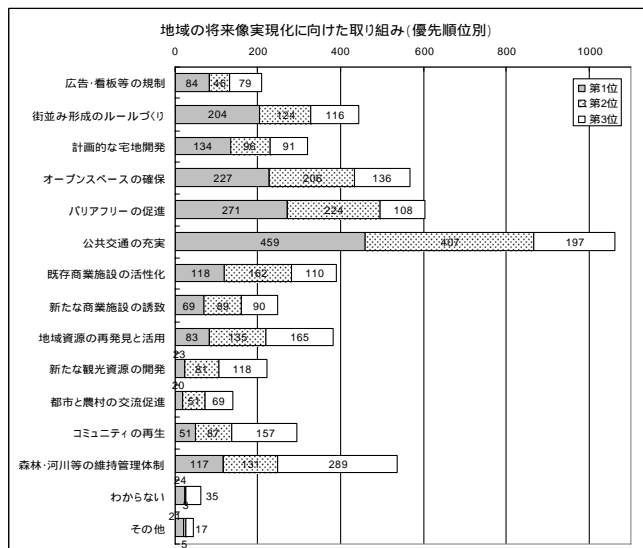 地域の将来像実現化に向けた取り組み(優先順位別)
0 200 400 600 800 1000
第1位
第2位
第3位
広告・看板等の規制 84 46 79
街並み形成のルールづくり 204 124 116
計画的な宅地開発 134 96 91
オープンスペースの確保 227 206 136
バリアフリーの促進 271 224 108
公共交通の充実 459 407 197
既存商業施設の活性化 118 162 110
新たな商業施設の誘致 69 89 90
地域資源の再発見と活用 83 135 165
新たな観光資源の開発 23 81 118
都市と農村の交流促進 20 51 69
コミュニティの再生 51 87 157
森林・河川等の維持管理体制 117 131 289
わからない 24 3 35
その他 21 5 17